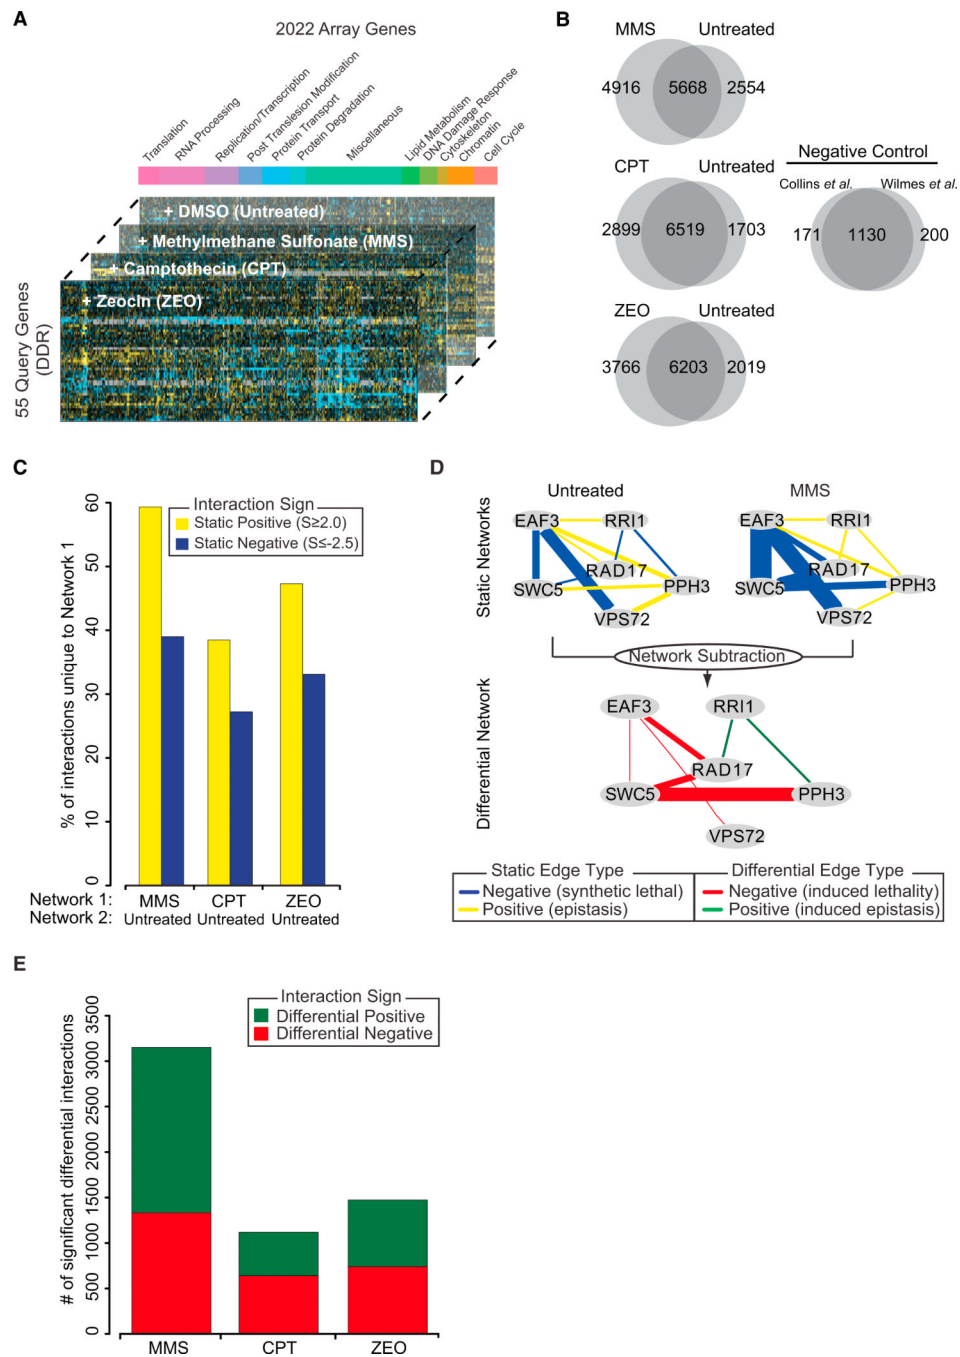 A
2022 Array Genes
Translation
RNA Processing
Replication/Transcription
Post Translesion Modification
Protein Transport
Protein Degradation
Miscellaneous
Lipid Metabolism
DNA Damage Response
Cytoskeleton
Chromatin
Cell Cycle
+ DMSO (Untreated)
+ Methylmethane Sulfonate (MMS)
+ Camptothecin (CPT)
+ Zeocin (ZEO)
55 Query Genes
(DDR)
B
MMS Untreated
4916 5668 2554
CPT Untreated
2899 6519 1703
ZEO Untreated
3766 6203 2019
Negative Control
Collins et al. Wilmes et al.
171 1130 200
C
% of interactions unique to Network 1
60
50
40
30
20
10
0
Interaction Sign
Static Positive (S≥2.0)
Static Negative (S≤-2.5)
Network 1: MMS CPT ZEO
Network 2: Untreated Untreated Untreated
D
Static Networks
Untreated
EAF3 RRI1
RAD17
SWC5 PPH3
VPS72
MMS
EAF3 RRI1
RAD17
SWC5 PPH3
VPS72
Network Subtraction
Differential Network
EAF3 RRI1
RAD17
SWC5 PPH3
VPS72
Static Edge Type
Negative (synthetic lethal)
Positive (epistasis)
Differential Edge Type
Negative (induced lethality)
Positive (induced epistasis)
E
# of significant differential interactions
3500
3000
2500
2000
1500
1000
500
0
Interaction Sign
Differential Positive
Differential Negative
MMS CPT ZEO